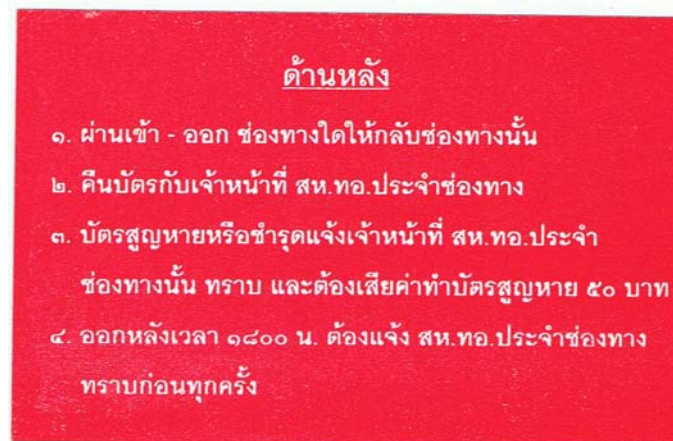 ด้านหลัง
๑. ผ่านเข้า - ออก ช่องทางใดให้กลับช่องทางนั้น
๒. คืนบัตรกับเจ้าหน้าที่ สห.ทอ.ประจำช่องทาง
๓. บัตรสูญหายหรือชำรุดแจ้งเจ้าหน้าที่ สห.ทอ.ประจำ
ช่องทางนั้น ทราบ และต้องเสียค่าทำบัตรสูญหาย ๕๐ บาท
๔. ออกหลังเวลา ๑๘๐๐ น. ต้องแจ้ง สห.ทอ.ประจำช่องทาง
ทราบก่อนทุกครั้ง